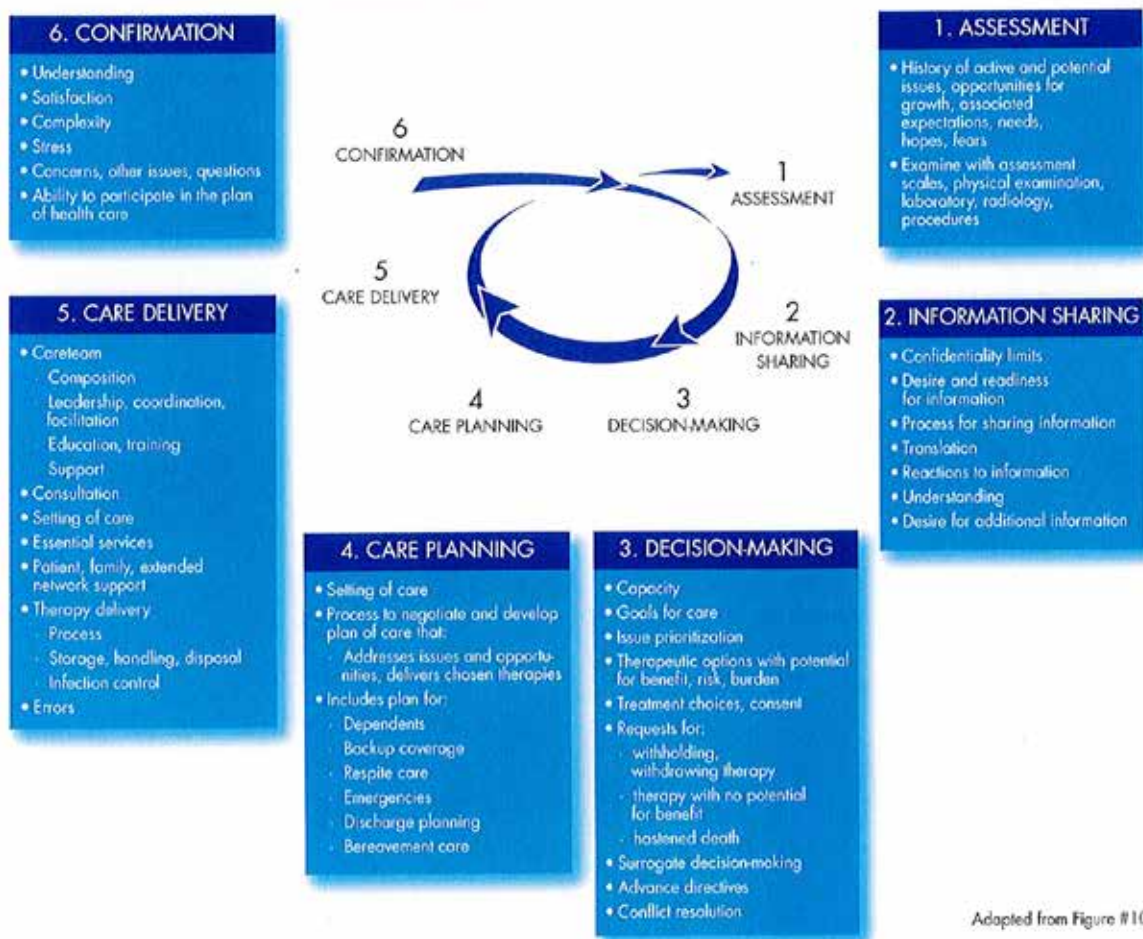 6. CONFIRMATION
• Understanding
• Satisfaction
• Complexity
• Stress
• Concerns, other issues, questions
• Ability to participate in the plan
of health care
1. ASSESSMENT
• History of active and potential
issues, opportunities for
growth, associated
expectations, needs,
hopes, fears
• Examine with assessment
scales, physical examination,
laboratory, radiology,
procedures
6
CONFIRMATION
1
ASSESSMENT
5
CARE DELIVERY
2
INFORMATION
SHARING
4
CARE PLANNING
3
DECISION-MAKING
5. CARE DELIVERY
• Careteam
· Composition
· Leadership, coordination,
facilitation
· Education, training
Support
• Consultation
• Setting of care
• Essential services
• Patient, family, extended
network support
• Therapy delivery
· Process
· Storage, handling, disposal
· Infection control
• Errors
2. INFORMATION SHARING
• Confidentiality limits
• Desire and readiness
for information
• Process for sharing information
• Translation
• Reactions to information
• Understanding
• Desire for additional information
4. CARE PLANNING
• Setting of care
• Process to negotiate and develop
plan of care that:
· Addresses issues and opportu-
nities, delivers chosen therapies
• Includes plan for:
· Dependents
· Backup coverage
· Respite care
· Emergencies
· Discharge planning
· Bereavement care
3. DECISION-MAKING
• Capacity
• Goals for care
• Issue prioritization
• Therapeutic options with potential
for benefit, risk, burden
• Treatment choices, consent
• Requests for:
· withholding,
withdrawing therapy
· therapy with no potential
for benefit
· hastened death
• Surrogate decision-making
• Advance directives
• Conflict resolution
Adapted from Figure